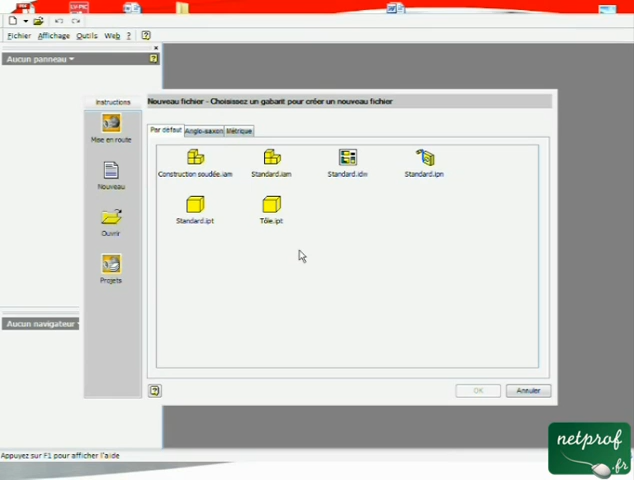 Fichier Affichage Outils Web ?
Aucun panneau
Instructions
Nouveau fichier - Choisissez un gabarit pour créer un nouveau fichier
Par défaut Anglo-saxon Métrique
Mise en route
Nouveau
Ouvrir
Projets
Construction soudée.iam Standard.iam Standard.idw Standard.ipn
Standard.ipt Tôle.ipt
Aucun navigateur
OK Annuler
Appuyez sur F1 pour afficher l'aide
netprof
.fr